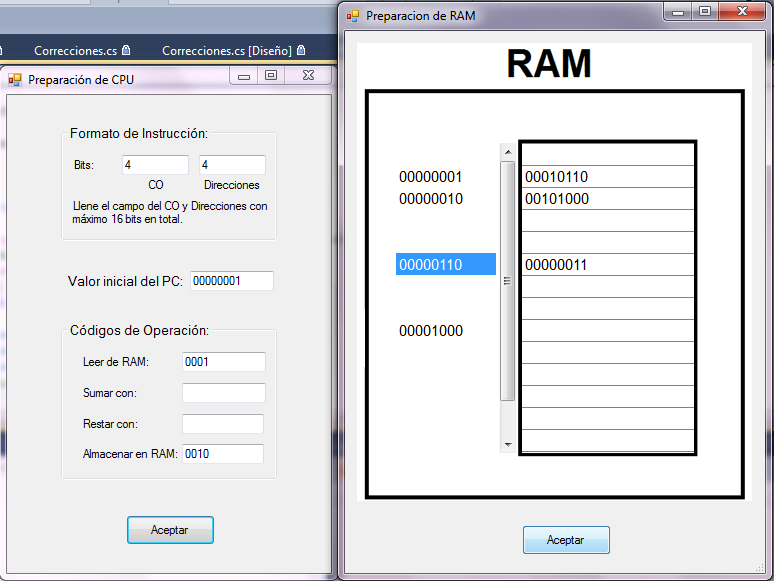 Correcciones.cs
Correcciones.cs [Diseño]
Preparación de CPU
Formato de Instrucción:
Bits: 4 4
CO Direcciones
Llene el campo del CO y Direcciones con
máximo 16 bits en total.
Valor inicial del PC: 00000001
Códigos de Operación:
Leer de RAM: 0001
Sumar con:
Restar con:
Almacenar en RAM: 0010
Aceptar
Preparacion de RAM
RAM
00000001 00010110
00000010 00101000
00000110 00000011
00001000
Aceptar